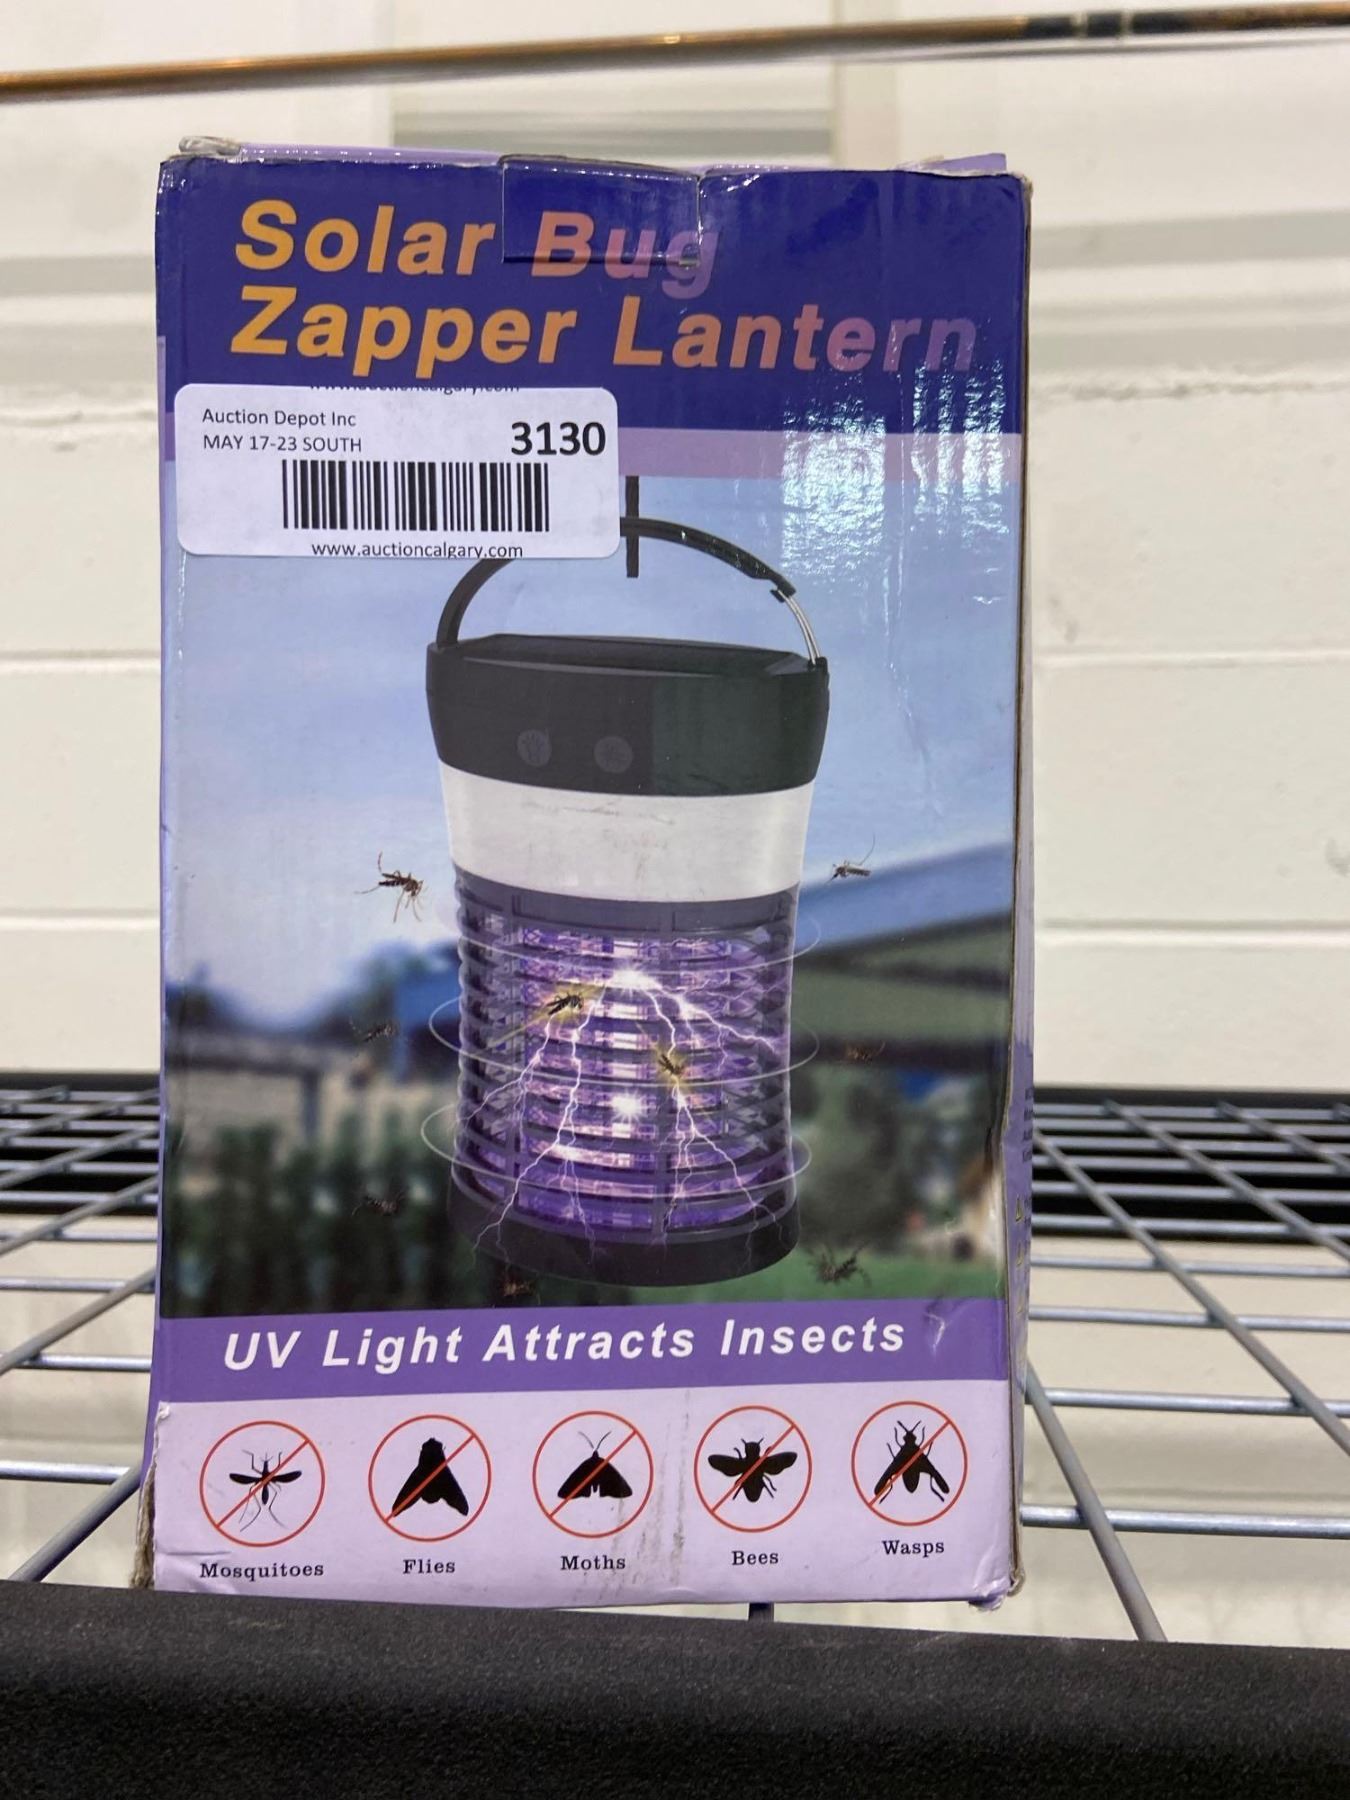 Solar Bug
Zapper Lantern
Auction Depot Inc
MAY 17-23 SOUTH
3130
www.auctioncalgary.com
UV Light Attracts Insects
Mosquitoes
Flies
Moths
Bees
Wasps